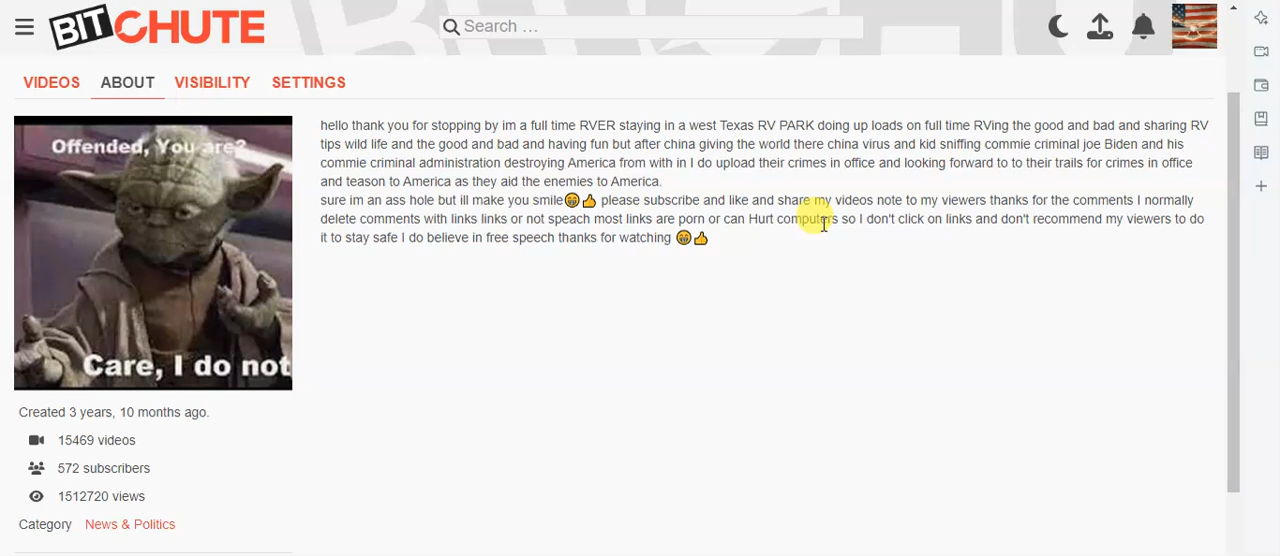 BITCHUTE
Search ...
VIDEOS ABOUT VISIBILITY SETTINGS
Offended, You are?
Care, I do not
hello thank you for stopping by im a full time RVER staying in a west Texas RV PARK doing up loads on full time RVing the good and bad and sharing RV
tips wild life and the good and bad and having fun but after china giving the world there china virus and kid sniffing commie criminal joe Biden and his
commie criminal administration destroying America from with in I do upload their crimes in office and looking forward to to their trails for crimes in office
and teason to America as they aid the enemies to America.
sure im an ass hole but ill make you smile😁👍 please subscribe and like and share my videos note to my viewers thanks for the comments I normally
delete comments with links links or not speach most links are porn or can Hurt computers so I don't click on links and don't recommend my viewers to do
it to stay safe I do believe in free speech thanks for watching 😁👍
Created 3 years, 10 months ago.
15469 videos
572 subscribers
1512720 views
Category News & Politics